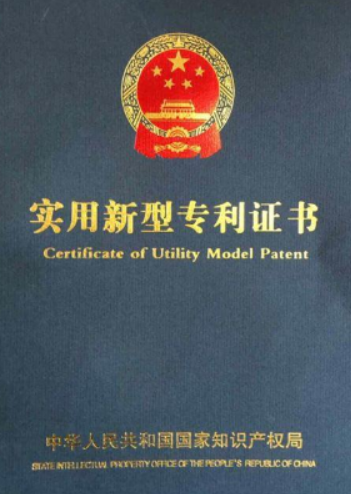 实用新型专利证书
Certificate of Utility Model Patent
中华人民共和国国家知识产权局
STATE INTELLECTUAL PROPERTY OFFICE OF THE PEOPLE'S REPUBLIC OF CHINA